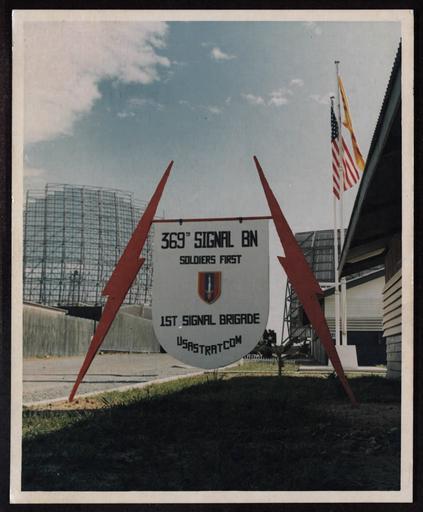 369TH SIGNAL BN
SOLDIERS FIRST
1ST SIGNAL BRIGADE
USASTRATCOM